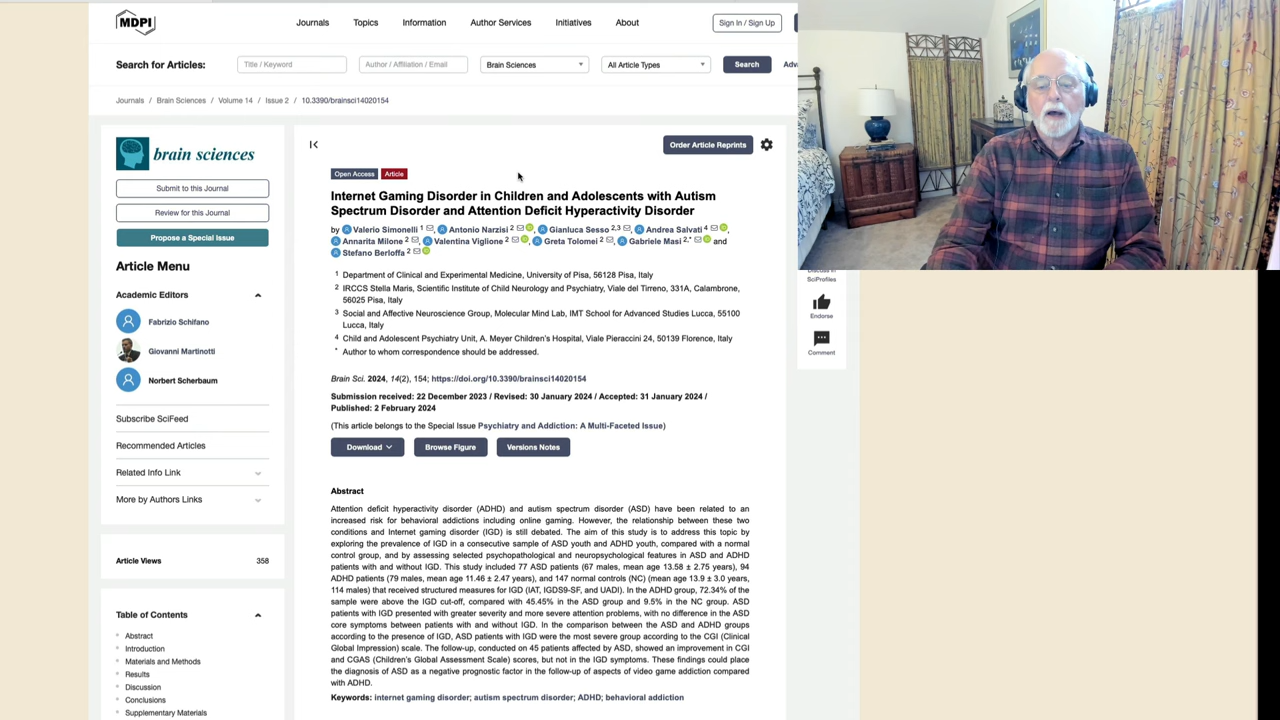 MDPI
Journals Topics Information Author Services Initiatives About
Sign In / Sign Up
Search for Articles:
Title / Keyword
Author / Affiliation / Email
Brain Sciences
All Article Types
Search
Journals / Brain Sciences / Volume 14 / Issue 2 / 10.3390/brainsci14020154
brain sciences
Submit to this Journal
Review for this Journal
Propose a Special Issue
Article Menu
Academic Editors
Fabrizio Schifano
Giovanni Martinotti
Norbert Scherbaum
Subscribe SciFeed
Recommended Articles
Related Info Link
More by Authors Links
Article Views 358
Table of Contents
Abstract
Introduction
Materials and Methods
Results
Discussion
Conclusions
Supplementary Materials
Order Article Reprints
Open Access Article
Internet Gaming Disorder in Children and Adolescents with Autism
Spectrum Disorder and Attention Deficit Hyperactivity Disorder
by Valerio Simonelli 1, Antonio Narzisi 2, Gianluca Sesso 2,3, Andrea Salvati 4,
Annarita Milone 2, Valentina Viglione 2, Greta Tolomei 2, Gabriele Masi 2,* and
Stefano Berloffa 2
1 Department of Clinical and Experimental Medicine, University of Pisa, 56128 Pisa, Italy
2 IRCCS Stella Maris, Scientific Institute of Child Neurology and Psychiatry, Viale del Tirreno, 331A, Calambrone,
56025 Pisa, Italy
3 Social and Affective Neuroscience Group, Molecular Mind Lab, IMT School for Advanced Studies Lucca, 55100
Lucca, Italy
4 Child and Adolescent Psychiatry Unit, A. Meyer Children's Hospital, Viale Pieraccini 24, 50139 Florence, Italy
* Author to whom correspondence should be addressed.
Brain Sci. 2024, 14(2), 154; https://doi.org/10.3390/brainsci14020154
Submission received: 22 December 2023 / Revised: 30 January 2024 / Accepted: 31 January 2024 /
Published: 2 February 2024
(This article belongs to the Special Issue Psychiatry and Addiction: A Multi-Faceted Issue)
Download Browse Figure Versions Notes
Abstract
Attention deficit hyperactivity disorder (ADHD) and autism spectrum disorder (ASD) have been related to an
increased risk for behavioral addictions including online gaming. However, the relationship between these two
conditions and Internet gaming disorder (IGD) is still debated. The aim of this study is to address this topic by
exploring the prevalence of IGD in a consecutive sample of ASD youth and ADHD youth, compared with a normal
control group, and by assessing selected psychopathological and neuropsychological features in ASD and ADHD
patients with and without IGD. This study included 77 ASD patients (67 males, mean age 13.58 ± 2.75 years), 94
ADHD patients (79 males, mean age 11.46 ± 2.47 years), and 147 normal controls (NC) (mean age 13.9 ± 3.0 years,
114 males) that received structured measures for IGD (IAT, IGDS9-SF, and UADI). In the ADHD group, 72.34% of the
sample were above the IGD cut-off, compared with 45.45% in the ASD group and 9.5% in the NC group. ASD
patients with IGD presented with greater severity and more severe attention problems, with no difference in the ASD
core symptoms between patients with and without IGD. In the comparison between the ASD and ADHD groups
according to the presence of IGD, ASD patients with IGD were the most severe group according to the CGI (Clinical
Global Impression) scale. The follow-up, conducted on 45 patients affected by ASD, showed an improvement in CGI
and CGAS (Children's Global Assessment Scale) scores, but not in the IGD symptoms. These findings could place
the diagnosis of ASD as a negative prognostic factor in the follow-up of aspects of video game addiction compared
with ADHD.
Keywords: internet gaming disorder; autism spectrum disorder; ADHD; behavioral addiction
SciProfiles
Endorse
Comment